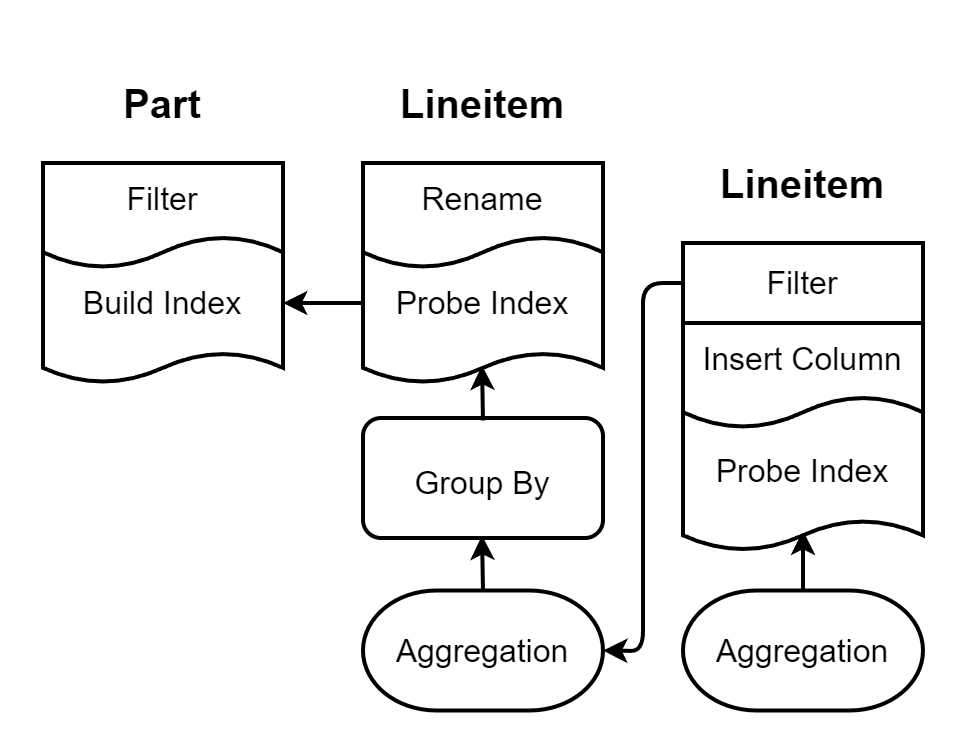 Part
Filter
Build Index
Lineitem
Rename
Probe Index
Group By
Aggregation
Lineitem
Filter
Insert Column
Probe Index
Aggregation